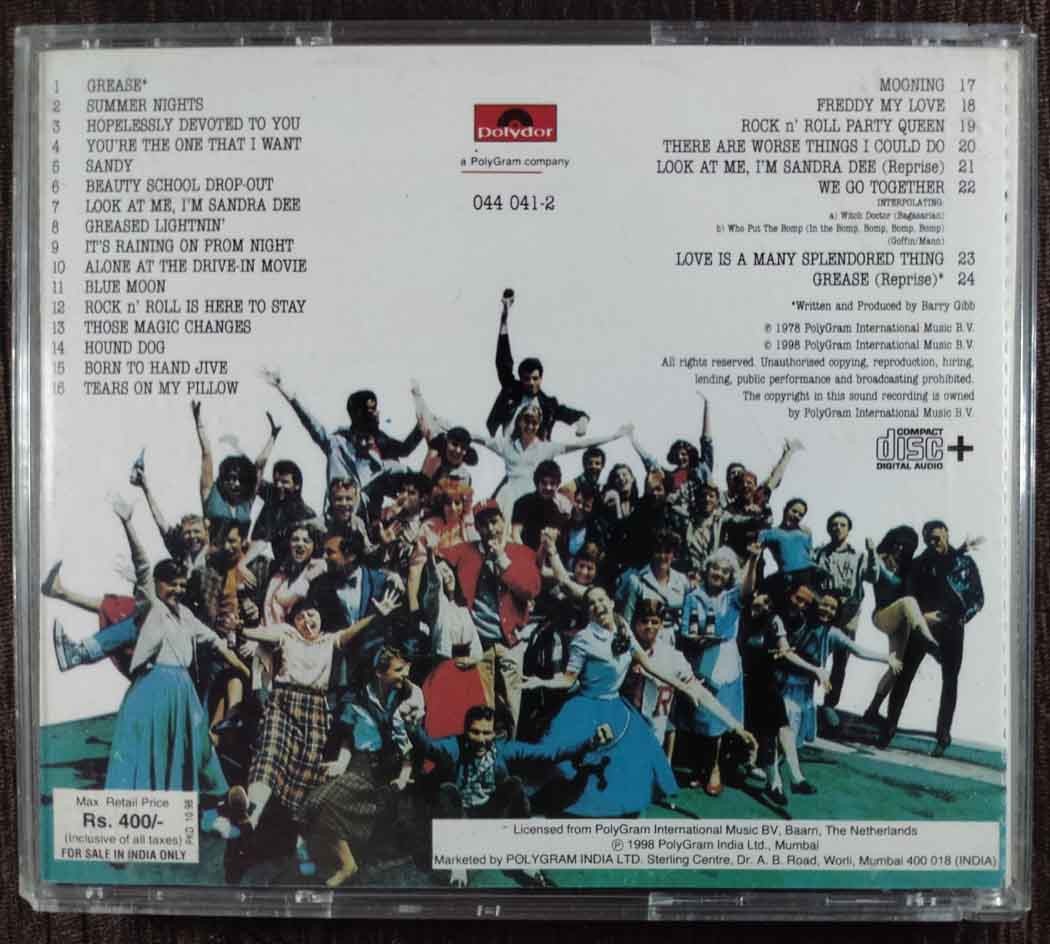 1 GREASE*
2 SUMMER NIGHTS
3 HOPELESSLY DEVOTED TO YOU
4 YOU'RE THE ONE THAT I WANT
5 SANDY
6 BEAUTY SCHOOL DROP-OUT
7 LOOK AT ME, I'M SANDRA DEE
8 GREASED LIGHTNIN'
9 IT'S RAINING ON PROM NIGHT
10 ALONE AT THE DRIVE-IN MOVIE
11 BLUE MOON
12 ROCK n' ROLL IS HERE TO STAY
13 THOSE MAGIC CHANGES
14 HOUND DOG
15 BORN TO HAND JIVE
16 TEARS ON MY PILLOW
polydor
a PolyGram company
044 041-2
MOONING 17
FREDDY MY LOVE 18
ROCK n' ROLL PARTY QUEEN 19
THERE ARE WORSE THINGS I COULD DO 20
LOOK AT ME, I'M SANDRA DEE (Reprise) 21
WE GO TOGETHER 22
INTERPOLATING
a) Witch Doctor (Bagasarian)
b) Who Put The Bomp (In the Bomp, Bomp, Bomp, Bomp)
(Goffin/Mann)
LOVE IS A MANY SPLENDORED THING 23
GREASE (Reprise)* 24
*Written and Produced by Barry Gibb
℗ 1978 PolyGram International Music B.V.
© 1998 PolyGram International Music B.V.
All rights reserved. Unauthorised copying, reproduction, hiring,
lending, public performance and broadcasting prohibited.
The copyright in this sound recording is owned
by PolyGram International Music B.V.
COMPACT
disc +
DIGITAL AUDIO
R
Max. Retail Price
Rs. 400/-
(Inclusive of all taxes)
FOR SALE IN INDIA ONLY
PKD 10 98
Licensed from PolyGram International Music BV, Baarn, The Netherlands
℗ 1998 PolyGram India Ltd., Mumbai
Marketed by POLYGRAM INDIA LTD. Sterling Centre, Dr. A. B. Road, Worli, Mumbai 400 018 (INDIA)